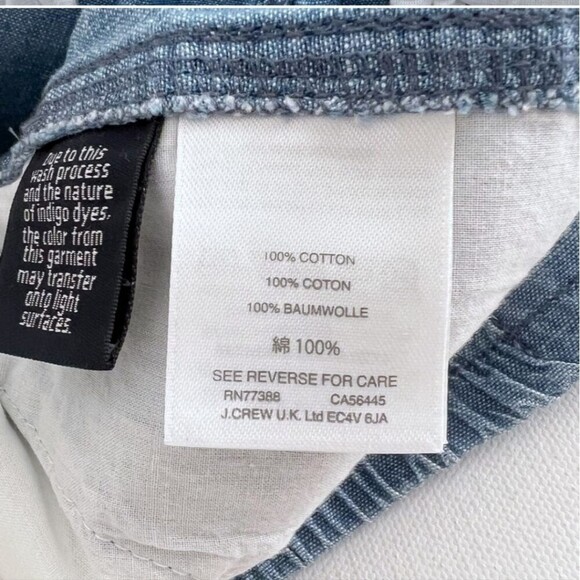 Due to this
wash process
and the nature
of indigo dyes,
the color from
this garment
may transfer
onto light
surfaces.
100% COTTON
100% COTON
100% BAUMWOLLE
綿 100%
SEE REVERSE FOR CARE
RN77388 CA56445
J.CREW U.K. Ltd EC4V 6JA